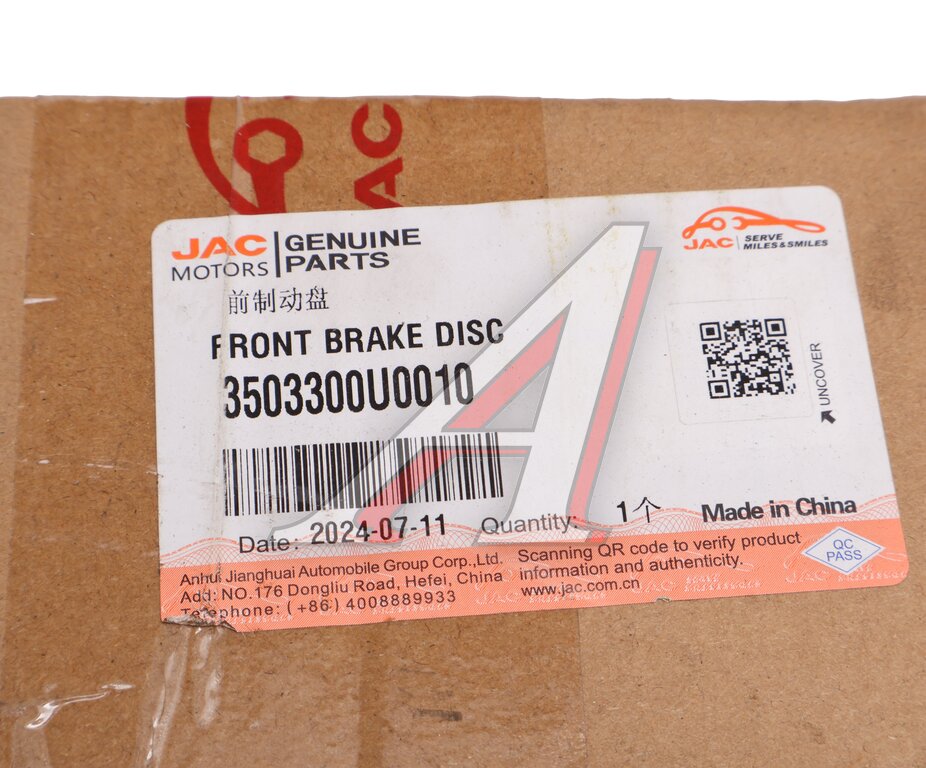 JAC
JAC MOTORS
GENUINE PARTS
JAC
SERVE
MILES&SMILES
前制动盘
FRONT BRAKE DISC
3503300U0010
UNCOVER
Date: 2024-07-11
Quantity: 1个
Made in China
QC
PASS
Anhui Jianghuai Automobile Group Corp.,Ltd.
Add: NO.176 Dongliu Road, Hefei, China
Telephone: (+86) 4008889933
Scanning QR code to verify product
information and authenticity.
www.jac.com.cn